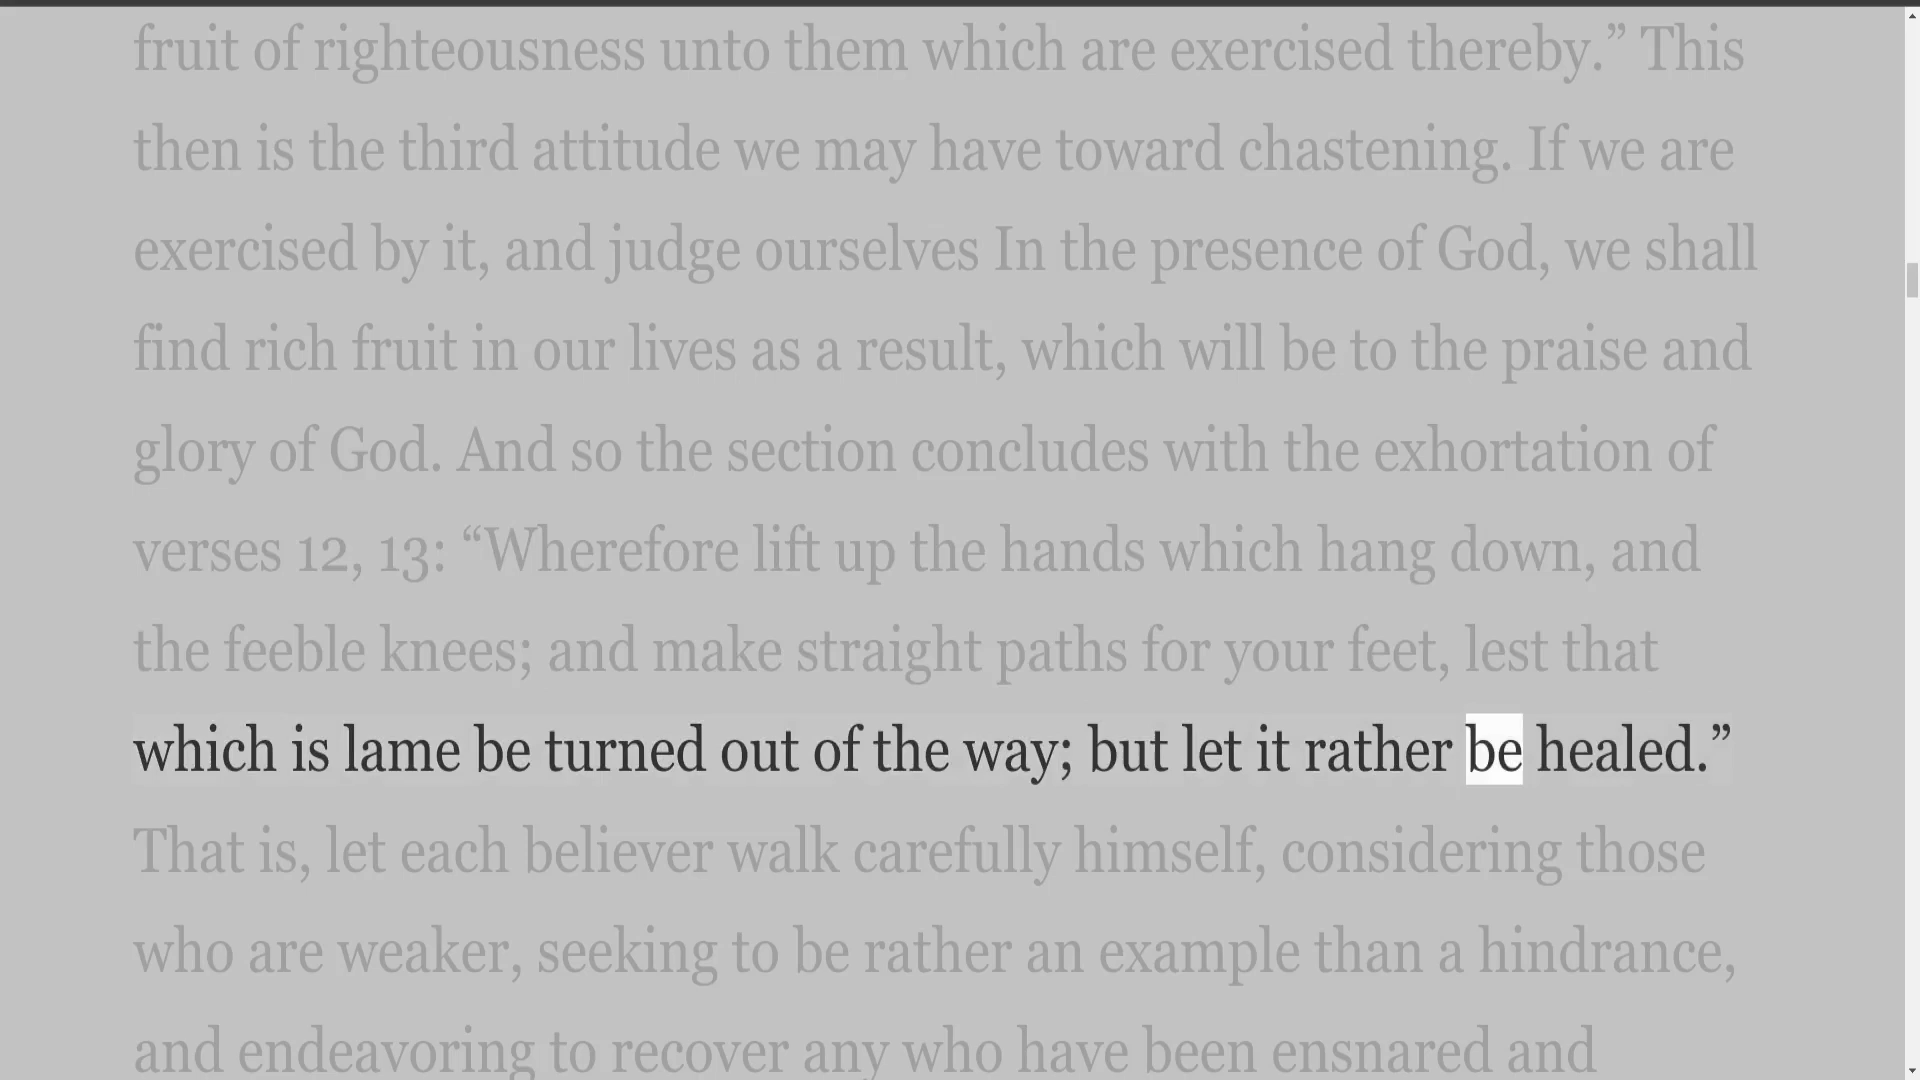 fruit of righteousness unto them which are exercised thereby.” This
then is the third attitude we may have toward chastening. If we are
exercised by it, and judge ourselves In the presence of God, we shall
find rich fruit in our lives as a result, which will be to the praise and
glory of God. And so the section concludes with the exhortation of
verses 12, 13: “Wherefore lift up the hands which hang down, and
the feeble knees; and make straight paths for your feet, lest that
which is lame be turned out of the way; but let it rather be healed.”
That is, let each believer walk carefully himself, considering those
who are weaker, seeking to be rather an example than a hindrance,
and endeavoring to recover any who have been ensnared and